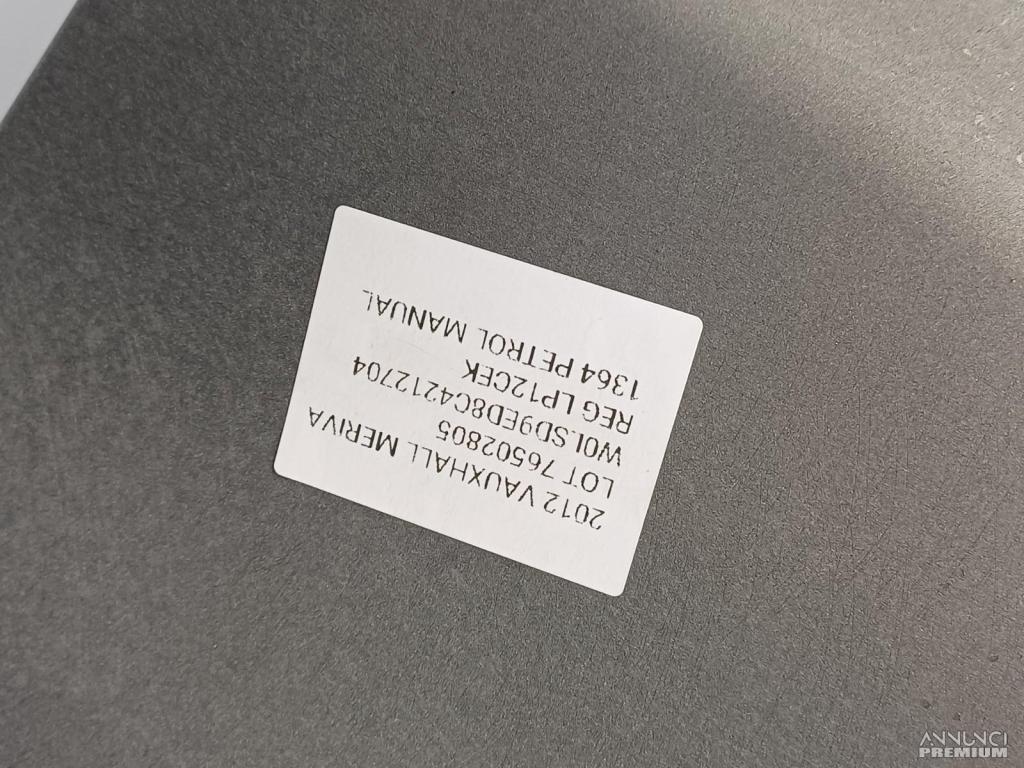 2012 VAUXHALL MERIVA
LOT 76502805
W0LSD9ED8C4212704
REG LP12CEK
1364 PETROL MANUAL
ANNUNCI
PREMIUM